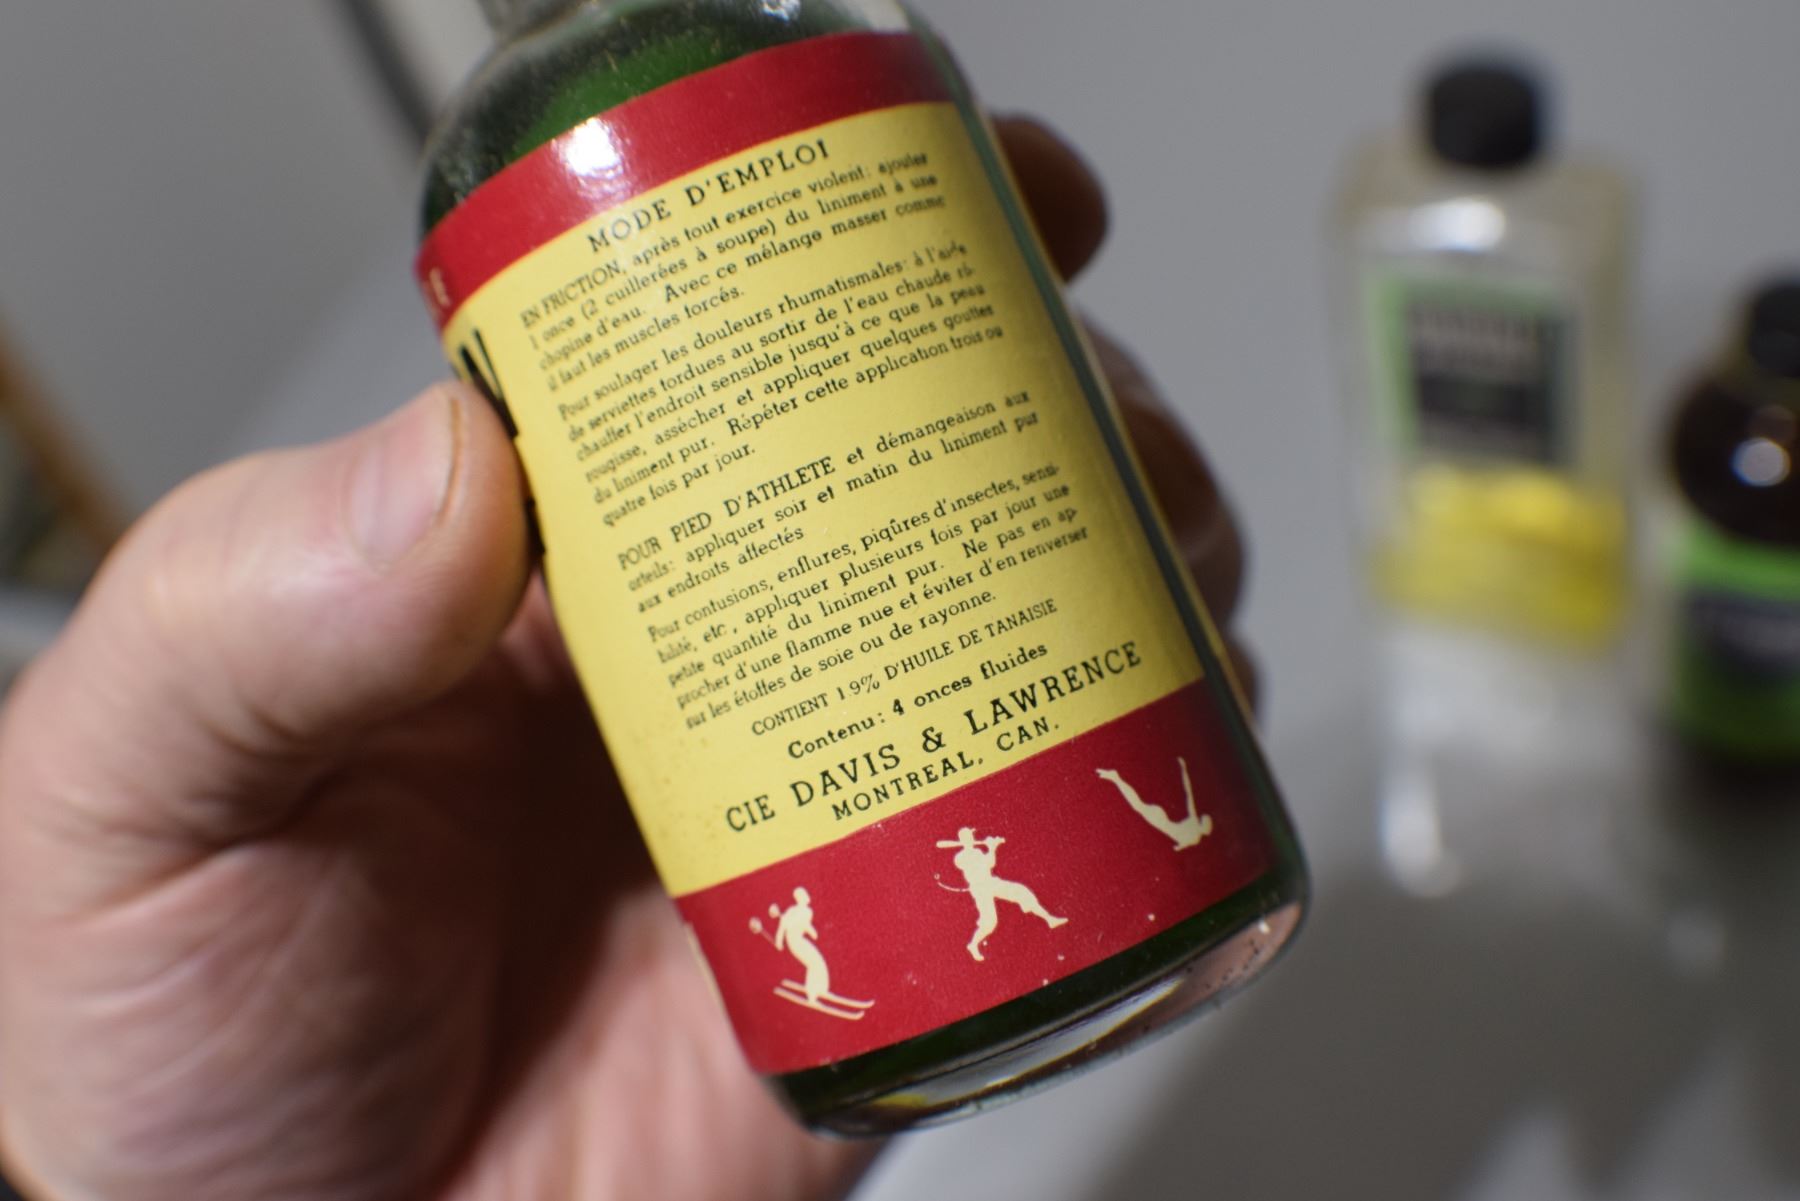 MODE D'EMPLOI
EN FRICTION, après tout exercice violent: ajouter
1 once (2 cuillerées à soupe) du liniment à une
chopine d'eau. Avec ce mélange masser comme
il faut les muscles forcés.
Pour soulager les douleurs rhumatismales: à l'aide
de serviettes tordues au sortir de l'eau chaude ré-
chauffer l'endroit sensible jusqu'à ce que la peau
rougisse, assécher et appliquer quelques gouttes
du liniment pur. Répéter cette application trois ou
quatre fois par jour.
POUR PIED D'ATHLETE et démangeaison aux
orteils: appliquer soir et matin du liniment pur
aux endroits affectés
Pour contusions, enflures, piqûres d'insectes, sensi-
bilité, etc., appliquer plusieurs fois par jour une
petite quantité du liniment pur. Ne pas en ap-
procher d'une flamme nue et éviter d'en renverser
sur les étoffes de soie ou de rayonne.
CONTIENT 1.9% D'HUILE DE TANAISIE
Contenu: 4 onces fluides
CIE DAVIS & LAWRENCE
MONTREAL, CAN.